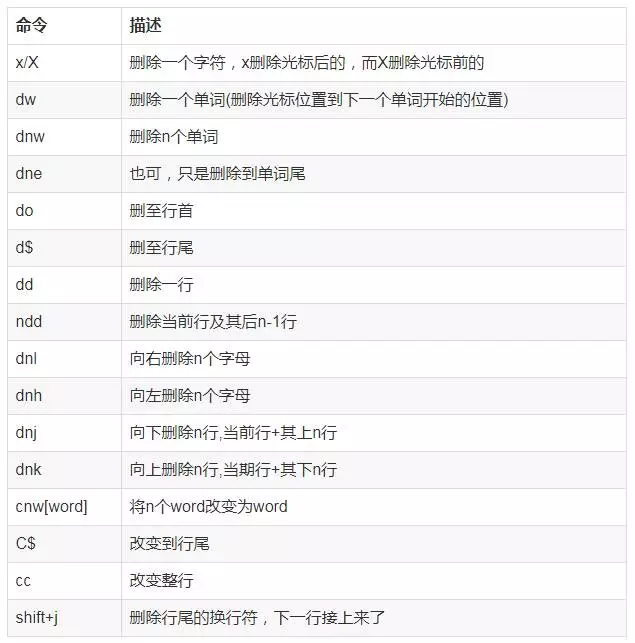 命令 描述
x/X 删除一个字符，x删除光标后的，而X删除光标前的
dw 删除一个单词(删除光标位置到下一个单词开始的位置)
dnw 删除n个单词
dne 也可，只是删除到单词尾
do 删至行首
d$ 删至行尾
dd 删除一行
ndd 删除当前行及其后n-1行
dnl 向右删除n个字母
dnh 向左删除n个字母
dnj 向下删除n行,当前行+其上n行
dnk 向上删除n行,当期行+其下n行
cnw[word] 将n个word改变为word
C$ 改变到行尾
cc 改变整行
shift+j 删除行尾的换行符，下一行接上来了